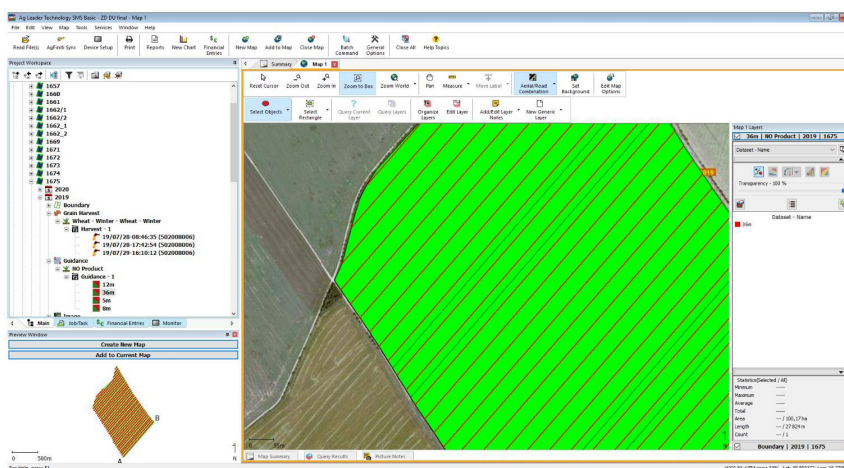 Ag Leader Technology SMS Basic - ZD DU final - Map 1
File Edit View Map Tools Services Window Help
Read File(s) AgFiniti Sync Device Setup Print Reports New Chart Financial Entries New Map Add to Map Close Map Batch Command General Options Close All Help Topics
Project Workspace
Summary Map 1
Reset Cursor Zoom Out Zoom In Zoom to Box Zoom World Pan Measure Move Label Aerial/Road Combination Set Background Edit Map Options
Select Objects Select Rectangle Query Current Layer Query Layers Organize Layers Edit Layer Add/Edit Layer Notes New Generic Layer
1657
1660
1661
1662/1
1662/2
1662_1
1662_2
1669
1671
1672
1673
1674
1675
2020
2019
Boundary
Grain Harvest
Wheat - Winter - Wheat - Winter
Harvest - 1
19/07/28-08:46:35 (502008006)
19/07/28-17:42:54 (502008006)
19/07/29-16:10:12 (502008006)
Guidance
NO Product
Guidance - 1
12m
36m
5m
8m
Image
Main Job/Task Financial Entries Monitor
Preview Window
Create New Map
Add to Current Map
B
A
0 500m
N
Map 1 Layers
36m | NO Product | 2019 | 1675
Dataset - Name
Transparency - 100 %
Dataset - Name
36m
Statistics(Selected / All)
Minimum -----
Maximum -----
Average -----
Total -----
Area --- / 100,17 ha
Length --- / 27 824 m
Count --- / 1
Boundary | 2019 | 1675
Map Summary Query Results Picture Notes